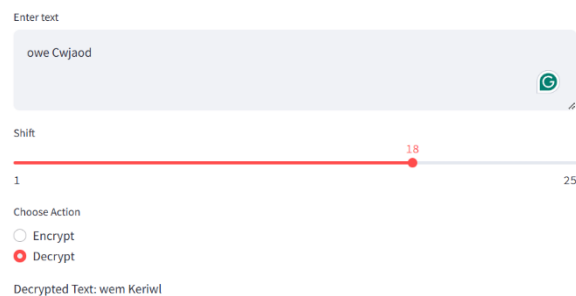 Enter text
owe Cwjaod
Shift
18
1 25
Choose Action
Encrypt
Decrypt
Decrypted Text: wem Keriwl